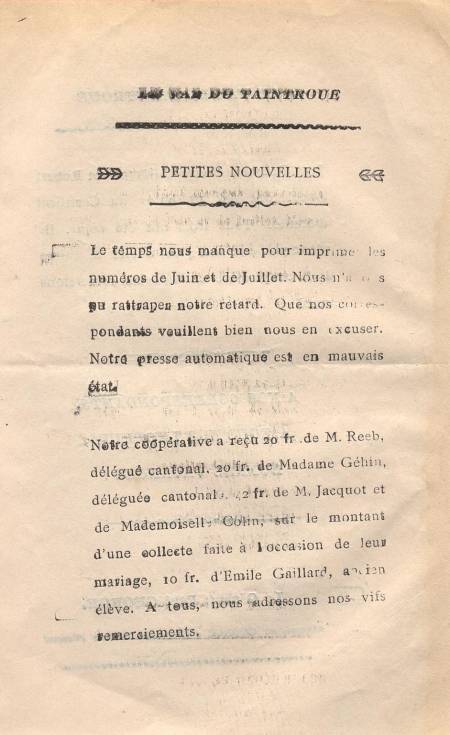 LE VAL DU TAINTROUE
PETITES NOUVELLES
Le temps nous manque pour imprimer les
numéros de Juin et de Juillet. Nous n'avons
pu rattraper notre retard. Que nos corres-
pondants veuillent bien nous en excuser.
Notre presse automatique est en mauvais
état.
Notre coopérative a reçu 20 fr. de M. Reeb,
délégué cantonal, 20 fr. de Madame Géhin,
déléguée cantonale, 42 fr. de M. Jacquot et
de Mademoiselle Colin, sur le montant
d'une collecte faite à l'occasion de leur
mariage, 10 fr. d'Emile Gaillard, ancien
élève. A tous, nous adressons nos vifs
remerciements.